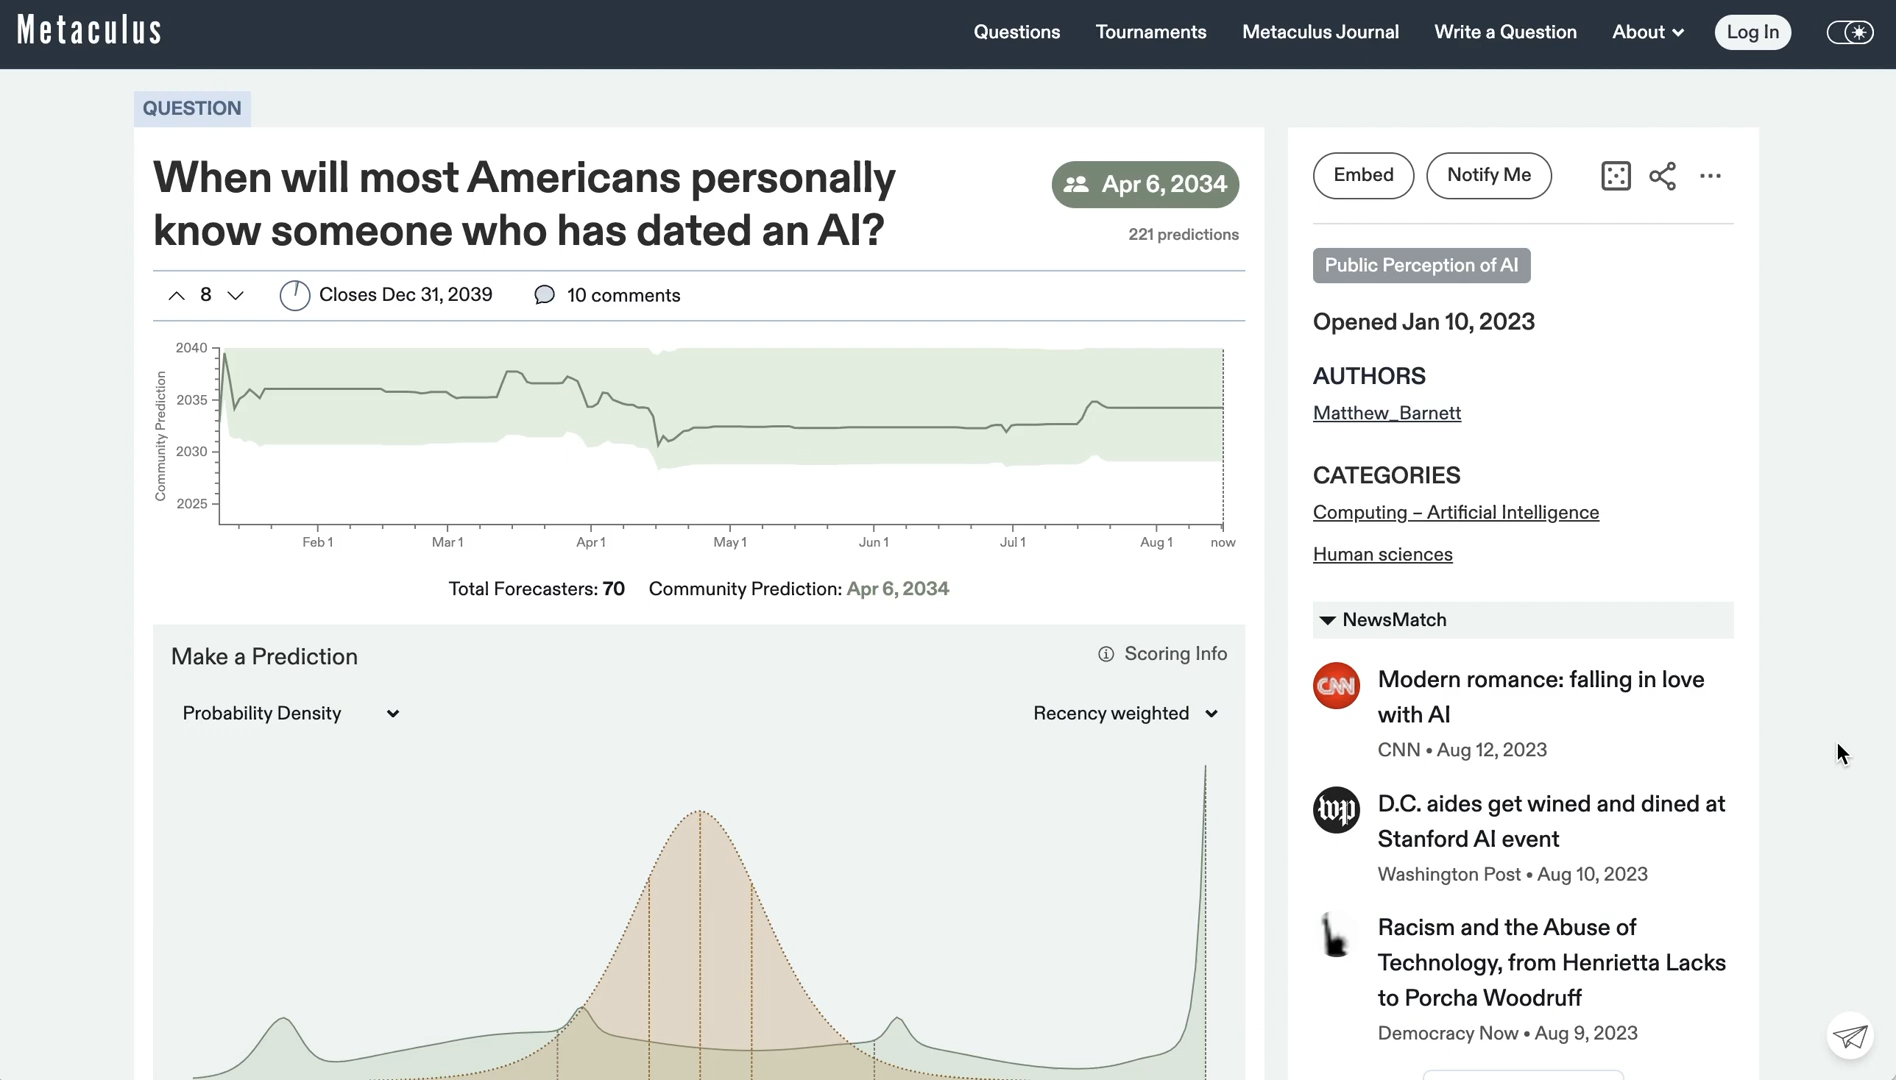 Metaculus
Questions
Tournaments
Metaculus Journal
Write a Question
About
Log In
QUESTION
When will most Americans personally
know someone who has dated an AI?
Apr 6, 2034
221 predictions
8
Closes Dec 31, 2039
10 comments
2040
2035
2030
2025
Community Prediction
Feb 1
Mar 1
Apr 1
May 1
Jun 1
Jul 1
Aug 1
now
Total Forecasters: 70
Community Prediction: Apr 6, 2034
Make a Prediction
Scoring Info
Probability Density
Recency weighted
Embed
Notify Me
Public Perception of AI
Opened Jan 10, 2023
AUTHORS
Matthew_Barnett
CATEGORIES
Computing – Artificial Intelligence
Human sciences
NewsMatch
CNN
Modern romance: falling in love
with AI
CNN • Aug 12, 2023
wp
D.C. aides get wined and dined at
Stanford AI event
Washington Post • Aug 10, 2023
Racism and the Abuse of
Technology, from Henrietta Lacks
to Porcha Woodruff
Democracy Now • Aug 9, 2023